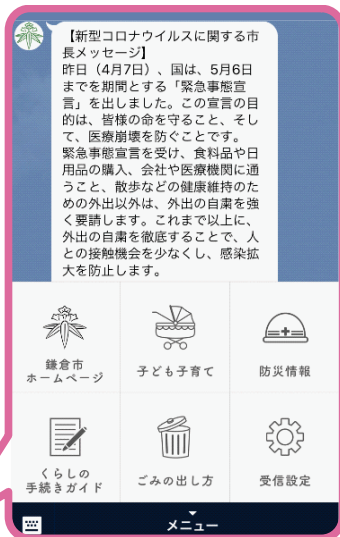 【新型コロナウイルスに関する市
長メッセージ】
昨日（4月7日）、国は、5月6日
までを期間とする「緊急事態宣
言」を出しました。この宣言の目
的は、皆様の命を守ること、そし
て、医療崩壊を防ぐことです。
緊急事態宣言を受け、食料品や日
用品の購入、会社や医療機関に通
うこと、散歩などの健康維持のた
めの外出以外は、外出の自粛を強
く要請します。これまで以上に、
外出の自粛を徹底することで、人
との接触機会を少なくし、感染拡
大を防止します。
鎌倉市
ホームページ
子ども子育て
防災情報
くらしの
手続きガイド
ごみの出し方
受信設定
メニュー